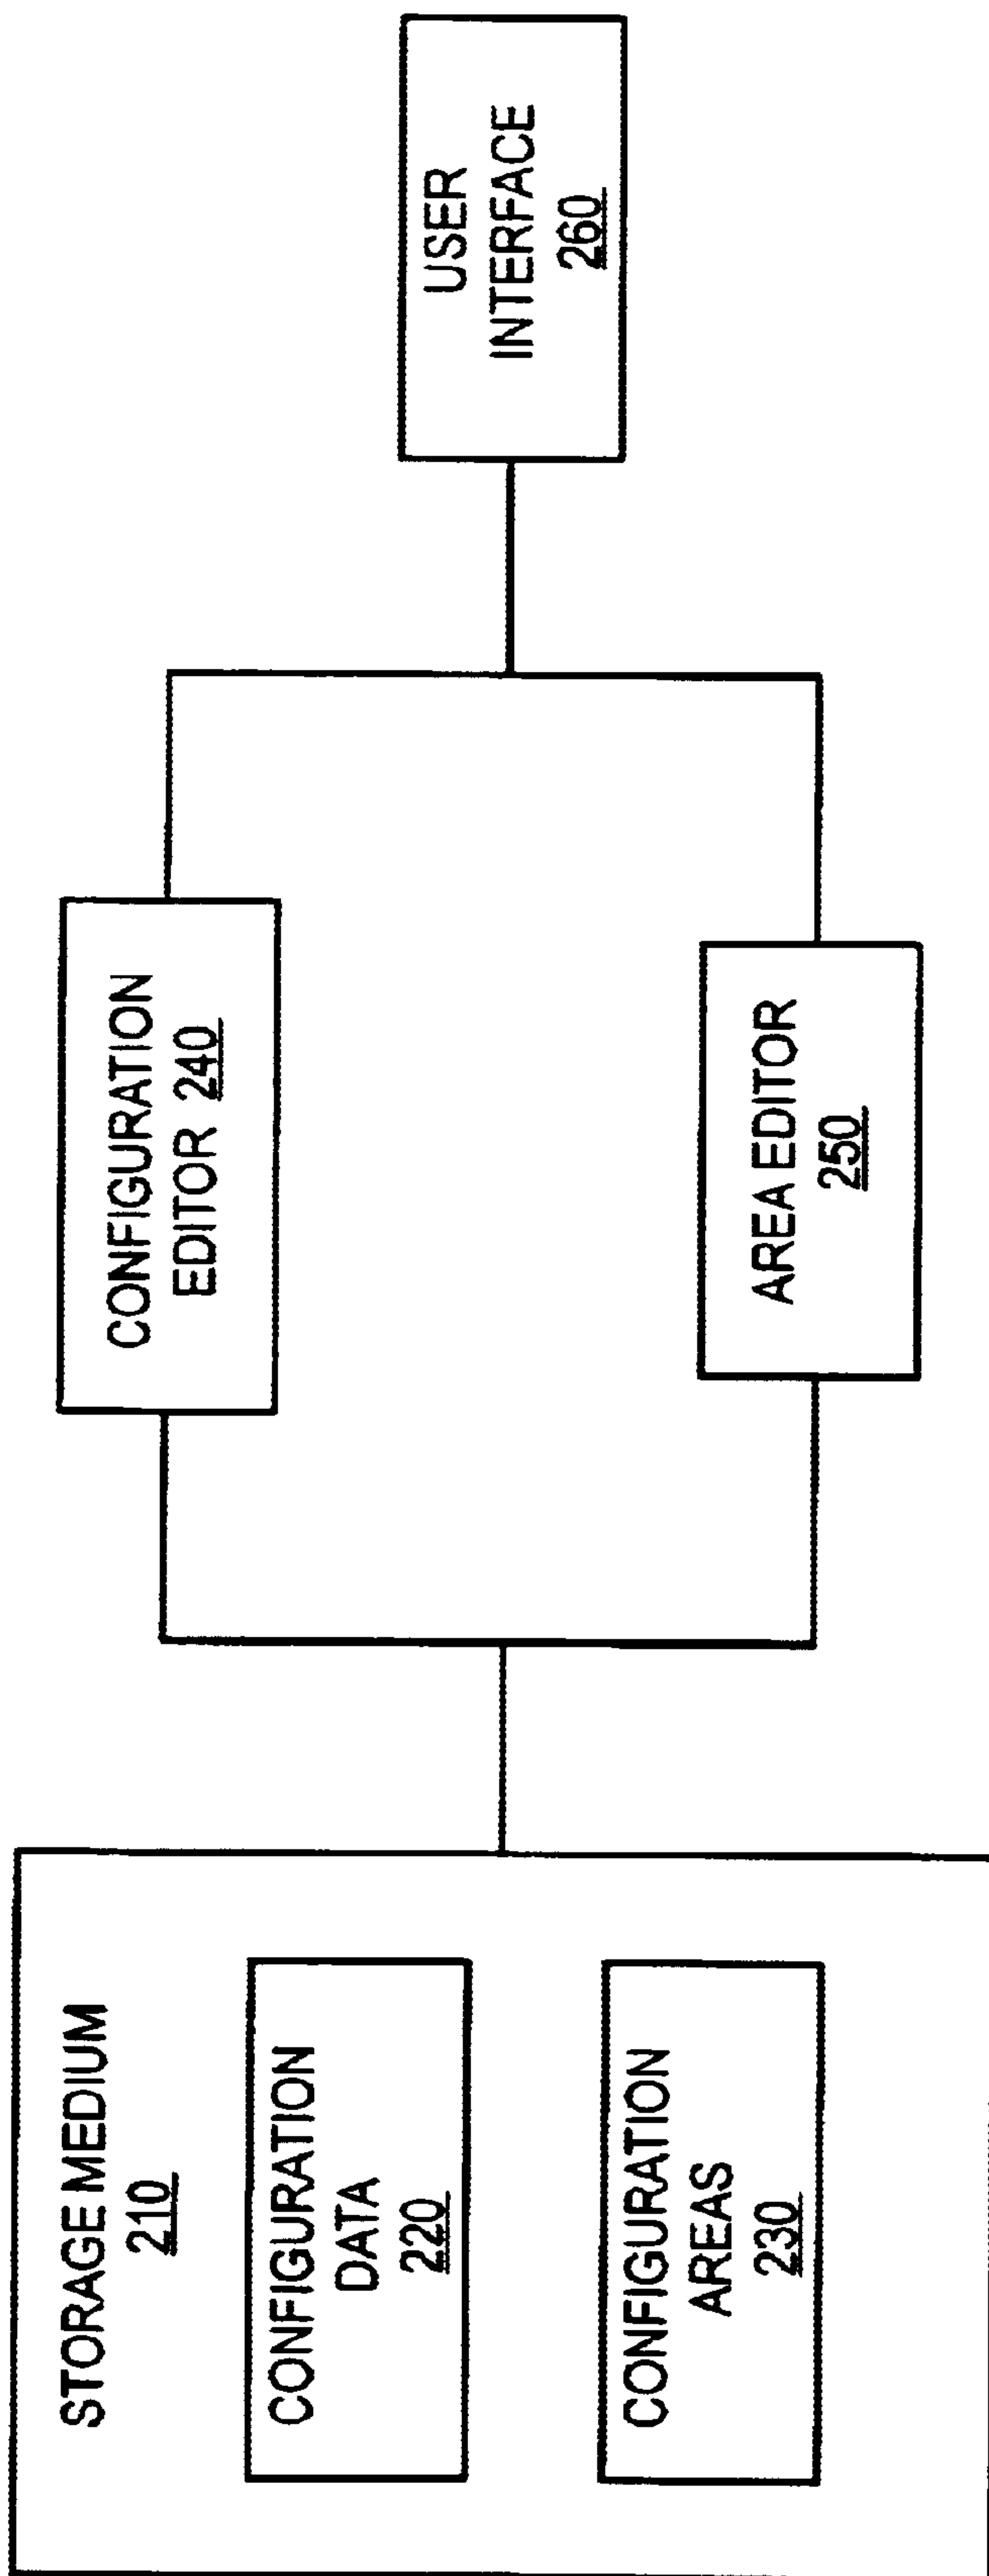 STORAGE MEDIUM
210
CONFIGURATION
DATA
220
CONFIGURATION
AREAS
230
CONFIGURATION
EDITOR 240
AREA EDITOR
250
USER
INTERFACE
260